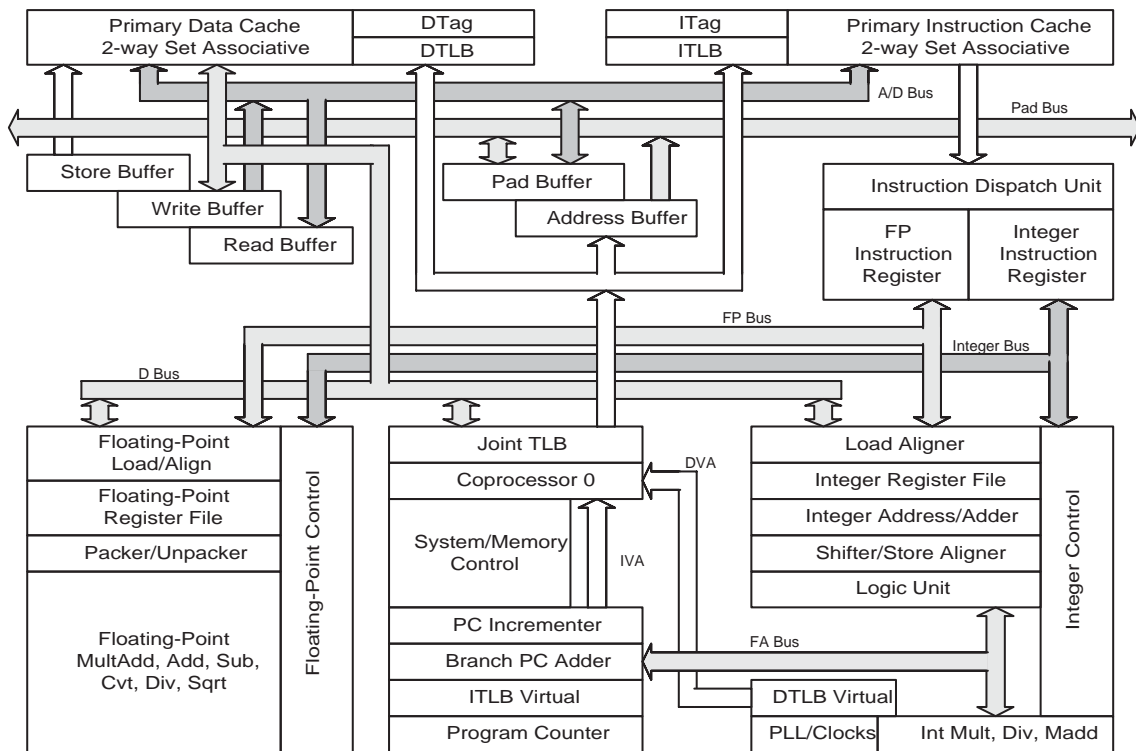 Primary Data Cache
2-way Set Associative
DTag
DTLB
ITag
ITLB
Primary Instruction Cache
2-way Set Associative
A/D Bus
Pad Bus
Store Buffer
Write Buffer
Read Buffer
Pad Buffer
Address Buffer
Instruction Dispatch Unit
FP
Instruction
Register
Integer
Instruction
Register
FP Bus
Integer Bus
D Bus
Floating-Point
Load/Align
Floating-Point
Register File
Packer/Unpacker
Floating-Point
MultAdd, Add, Sub,
Cvt, Div, Sqrt
Floating-Point Control
Joint TLB
Coprocessor 0
System/Memory
Control
IVA
DVA
PC Incrementer
Branch PC Adder
ITLB Virtual
Program Counter
FA Bus
Load Aligner
Integer Register File
Integer Address/Adder
Shifter/Store Aligner
Logic Unit
Integer Control
DTLB Virtual
PLL/Clocks
Int Mult, Div, Madd